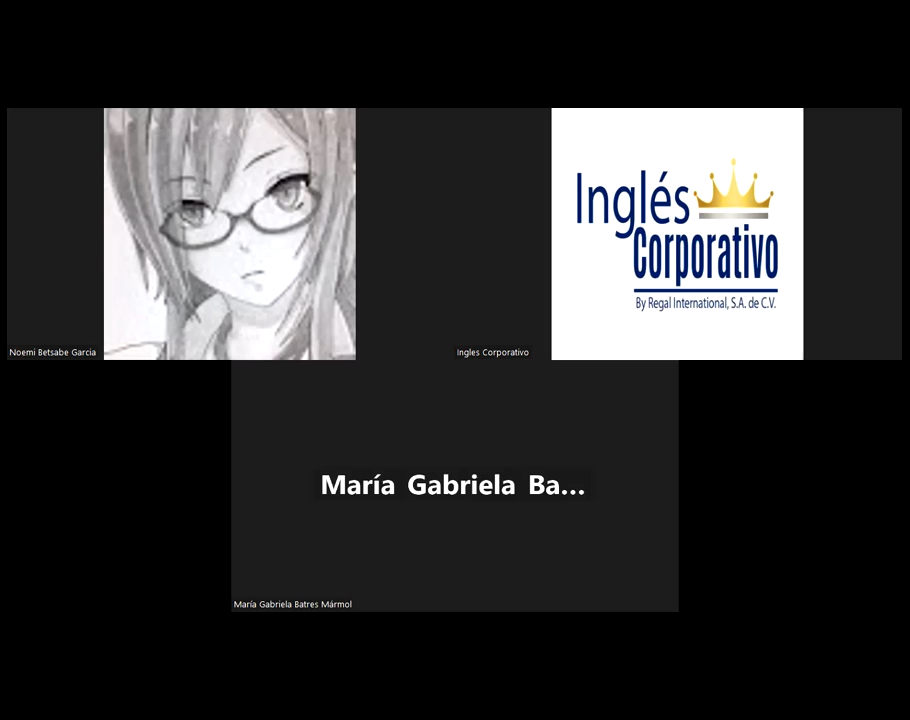 Inglés
Corporativo
By Regal International, S.A. de C.V.
Noemi Betsabe Garcia
Ingles Corporativo
María Gabriela Ba...
María Gabriela Batres Mármol